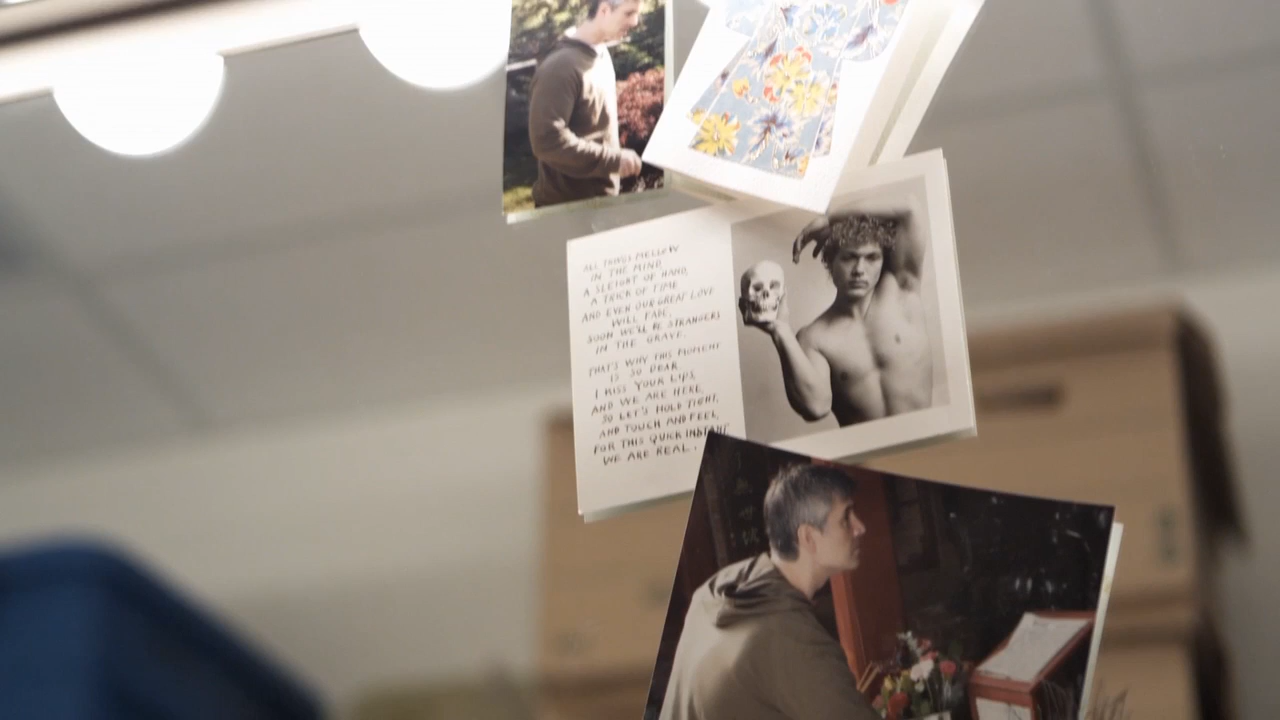 ALL THINGS MELLOW
IN THE MIND,
A SLEIGHT OF HAND,
A TRICK OF TIME
AND EVEN OUR GREAT LOVE
WILL FADE,
SOON WE'LL BE STRANGERS
IN THE GRAVE.
THAT'S WHY THIS MOMENT
IS SO DEAR
I KISS YOUR LIPS,
AND WE ARE HERE,
SO LET'S HOLD TIGHT,
AND TOUCH AND FEEL,
FOR THIS QUICK INSTANT
WE ARE REAL.